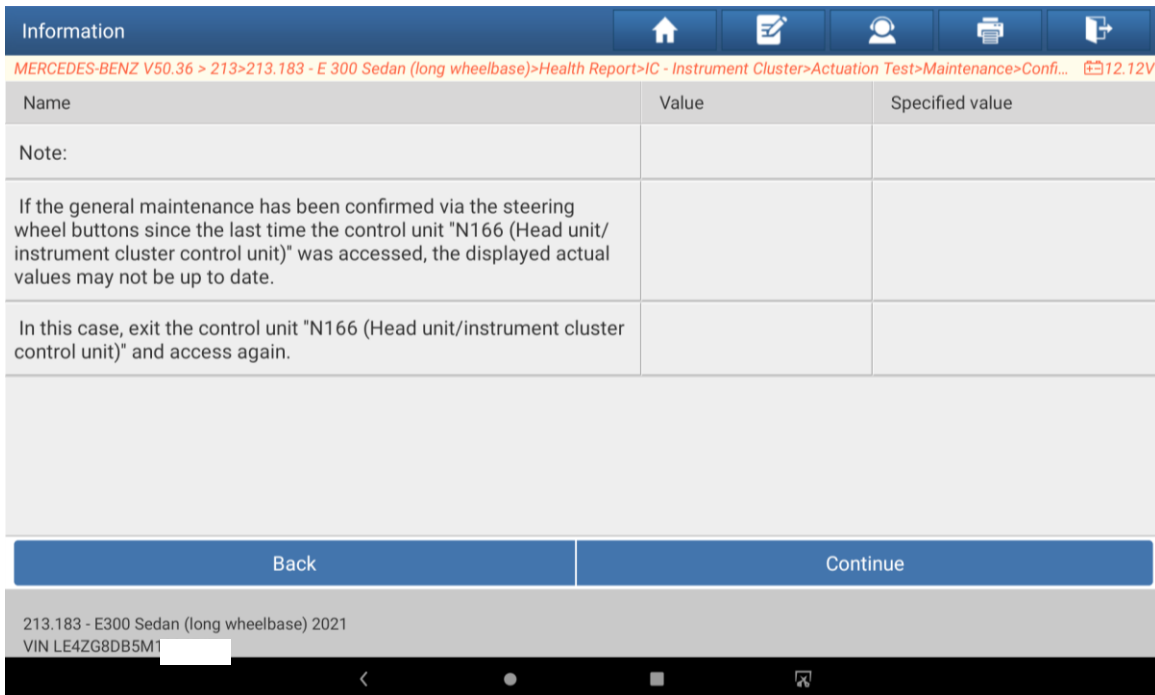 Information
MERCEDES-BENZ V50.36 > 213>213.183 - E 300 Sedan (long wheelbase)>Health Report>IC - Instrument Cluster>Actuation Test>Maintenance>Confi... 12.12V
Name Value Specified value
Note:
If the general maintenance has been confirmed via the steering
wheel buttons since the last time the control unit "N166 (Head unit/
instrument cluster control unit)" was accessed, the displayed actual
values may not be up to date.
In this case, exit the control unit "N166 (Head unit/instrument cluster
control unit)" and access again.
Back Continue
213.183 - E300 Sedan (long wheelbase) 2021
VIN LE4ZG8DB5M1